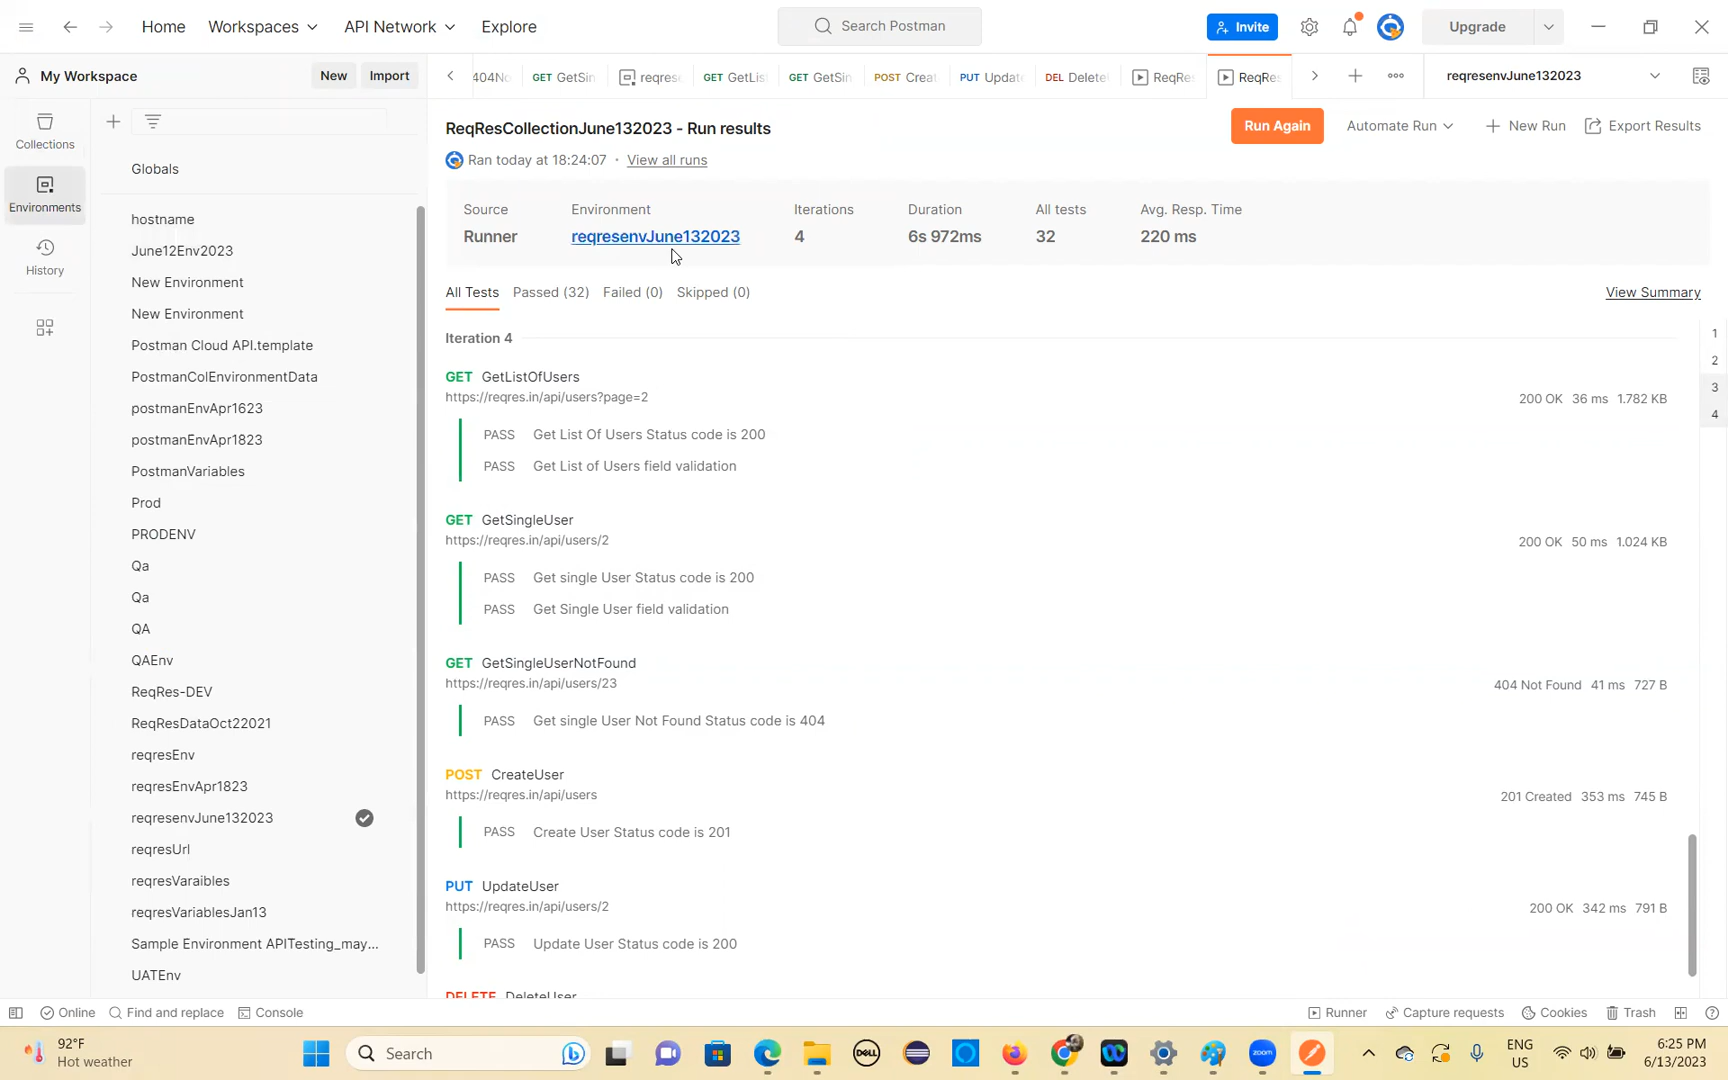 Home Workspaces API Network Explore Search Postman Invite Upgrade
My Workspace New Import 404No GetSin reqres GET GetLis GET GetSin POST Creat PUT Update DEL Delete ReqRes ReqRes reqresenvJune132023
Collections
Environments
History
Globals
hostname
June12Env2023
New Environment
New Environment
Postman Cloud API.template
PostmanColEnvironmentData
postmanEnvApr1623
postmanEnvApr1823
PostmanVariables
Prod
PRODENV
Qa
Qa
QA
QAEnv
ReqRes-DEV
ReqResDataOct22021
reqresEnv
reqresEnvApr1823
reqresenvJune132023
reqresUrl
reqresVaraibles
reqresVariablesJan13
Sample Environment APITesting_may...
UATEnv
ReqResCollectionJune132023 - Run results Run Again Automate Run New Run Export Results
Ran today at 18:24:07 · View all runs
Source Environment Iterations Duration All tests Avg. Resp. Time
Runner reqresenvJune132023 4 6s 972ms 32 220 ms
All Tests Passed (32) Failed (0) Skipped (0) View Summary
Iteration 4
GET GetListOfUsers
https://reqres.in/api/users?page=2 200 OK 36 ms 1.782 KB
PASS Get List Of Users Status code is 200
PASS Get List of Users field validation
GET GetSingleUser
https://reqres.in/api/users/2 200 OK 50 ms 1.024 KB
PASS Get single User Status code is 200
PASS Get Single User field validation
GET GetSingleUserNotFound
https://reqres.in/api/users/23 404 Not Found 41 ms 727 B
PASS Get single User Not Found Status code is 404
POST CreateUser
https://reqres.in/api/users 201 Created 353 ms 745 B
PASS Create User Status code is 201
PUT UpdateUser
https://reqres.in/api/users/2 200 OK 342 ms 791 B
PASS Update User Status code is 200
DELETE DeleteUser
1
2
3
4
Online Find and replace Console Runner Capture requests Cookies Trash
92°F
Hot weather
Search
DELL
zoom
ENG
US
6:25 PM
6/13/2023